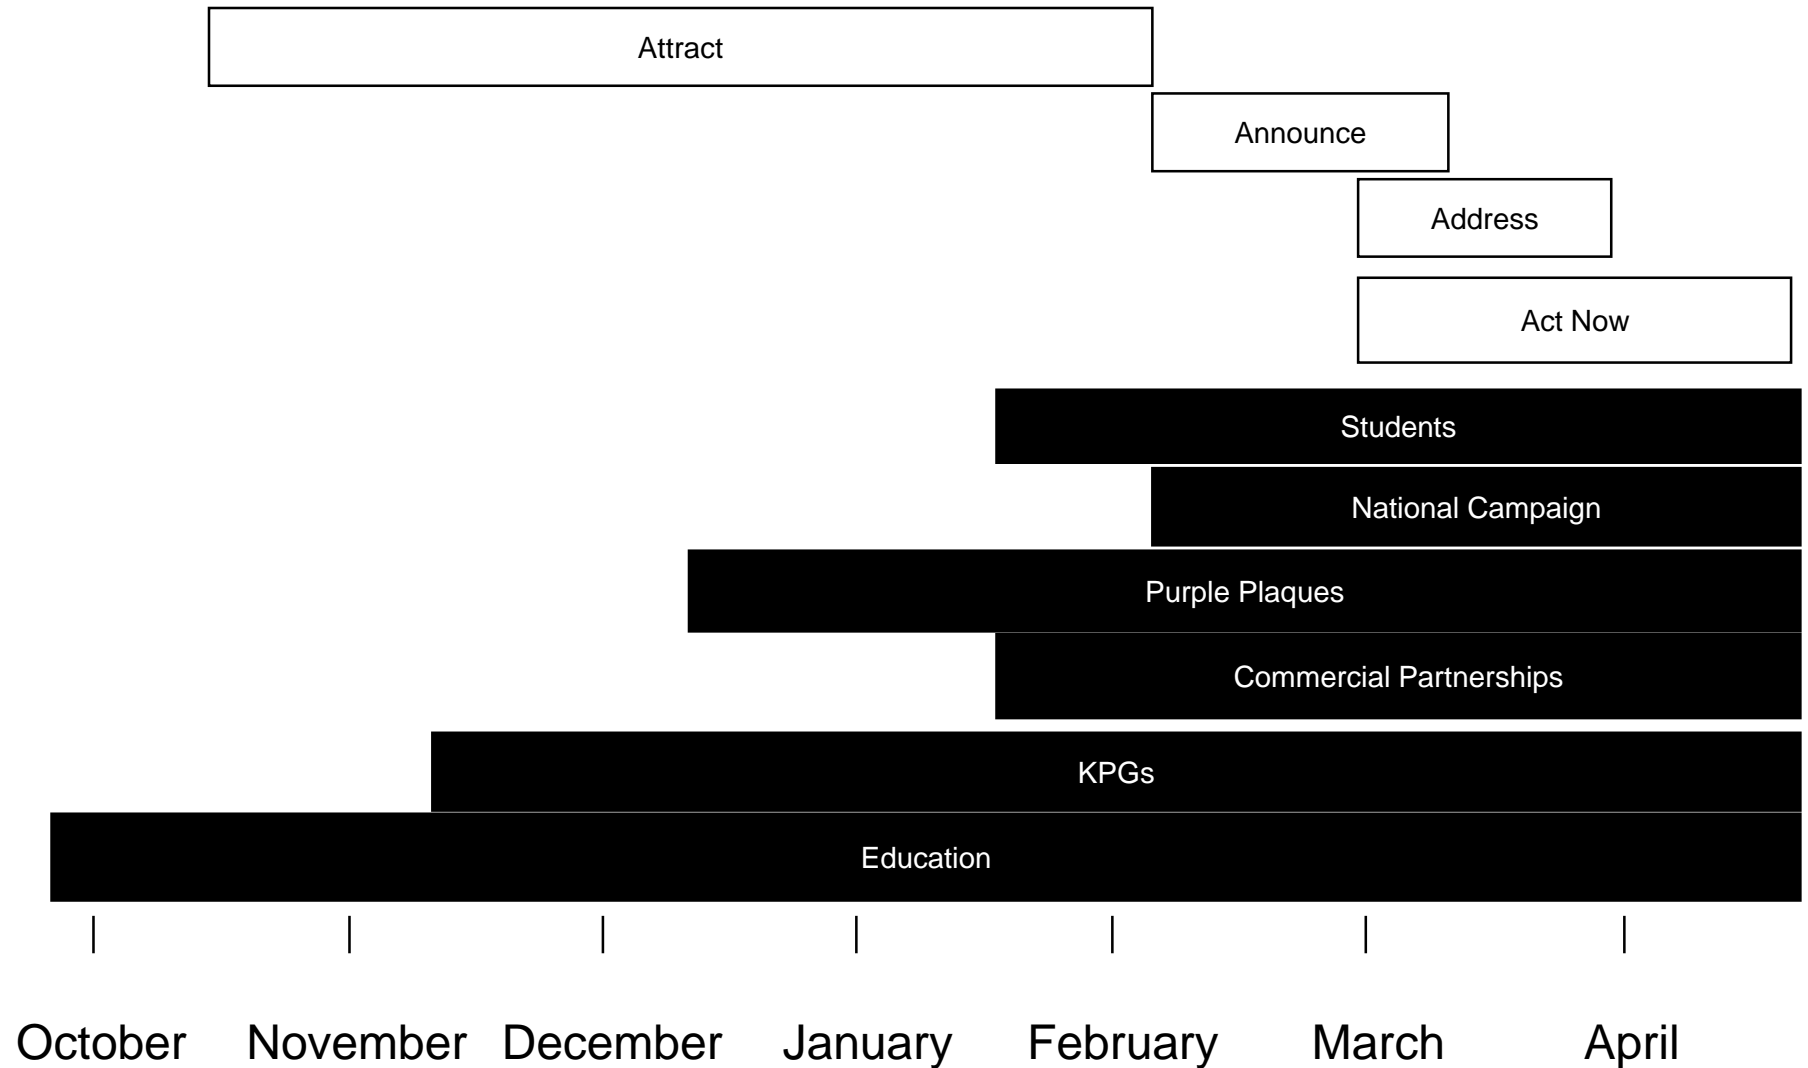 Attract
Announce
Address
Act Now
Students
National Campaign
Purple Plaques
Commercial Partnerships
KPGs
Education
October November December January February March April